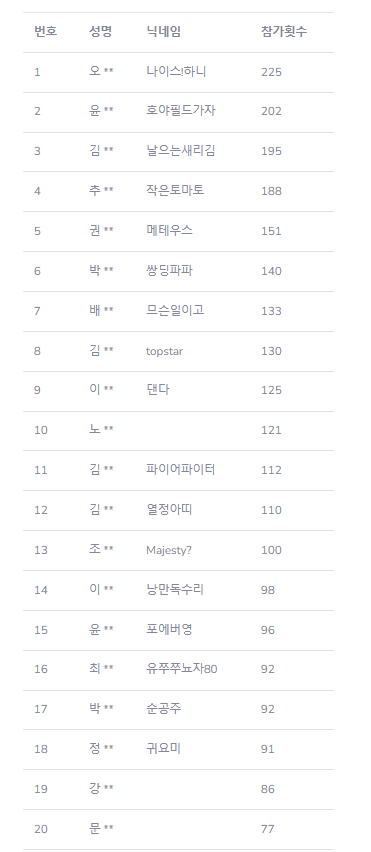 번호 성명 닉네임 참가횟수
1 오 ** 나이스!하니 225
2 윤 ** 호야필드가자 202
3 김 ** 날으는새리김 195
4 추 ** 작은토마토 188
5 권 ** 메테우스 151
6 박 ** 쌍딩파파 140
7 배 ** 므슨일이고 133
8 김 ** topstar 130
9 이 ** 댄다 125
10 노 ** 121
11 김 ** 파이어파이터 112
12 김 ** 열정아띠 110
13 조 ** Majesty? 100
14 이 ** 낭만독수리 98
15 윤 ** 포에버영 96
16 최 ** 유쭈쭈뇨자80 92
17 박 ** 순공주 92
18 정 ** 귀요미 91
19 강 ** 86
20 문 ** 77